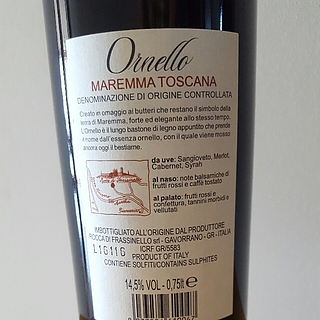 Ornello
MAREMMA TOSCANA
DENOMINAZIONE DI ORIGINE CONTROLLATA
Creato in omaggio ai butteri che restano il simbolo della
terra di Maremma, forte ed elegante allo stesso tempo.
L'Ornello è il lungo bastone di legno appuntito che prende
il nome dall'essenza ornello, con il quale viene mosso
ancora oggi il bestiame.
da uve: Sangioveto, Merlot,
Cabernet, Syrah
al naso: note balsamiche di
frutti rossi e caffè tostato
al palato: frutti rossi e
confettura, tannini morbidi e
vellutati
IMBOTTIGLIATO ALL'ORIGINE DAL PRODUTTORE
ROCCA DI FRASSINELLO srl - GAVORRANO - GR - ITALIA
L1611G ICRF GR/5583
PRODUCT OF ITALY
CONTIENE SOLFITI/CONTAINS SULPHITES
14,5% VOL - 0,75lt e